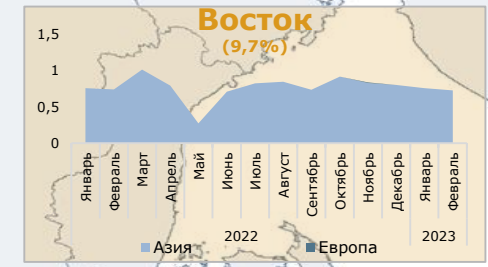 Восток
(9,7%)
1,5
1
0,5
0
Январь
Февраль
Март
Апрель
Май
Июнь
Июль
Август
Сентябрь
Октябрь
Ноябрь
Декабрь
Январь
Февраль
2022
2023
Азия
Европа